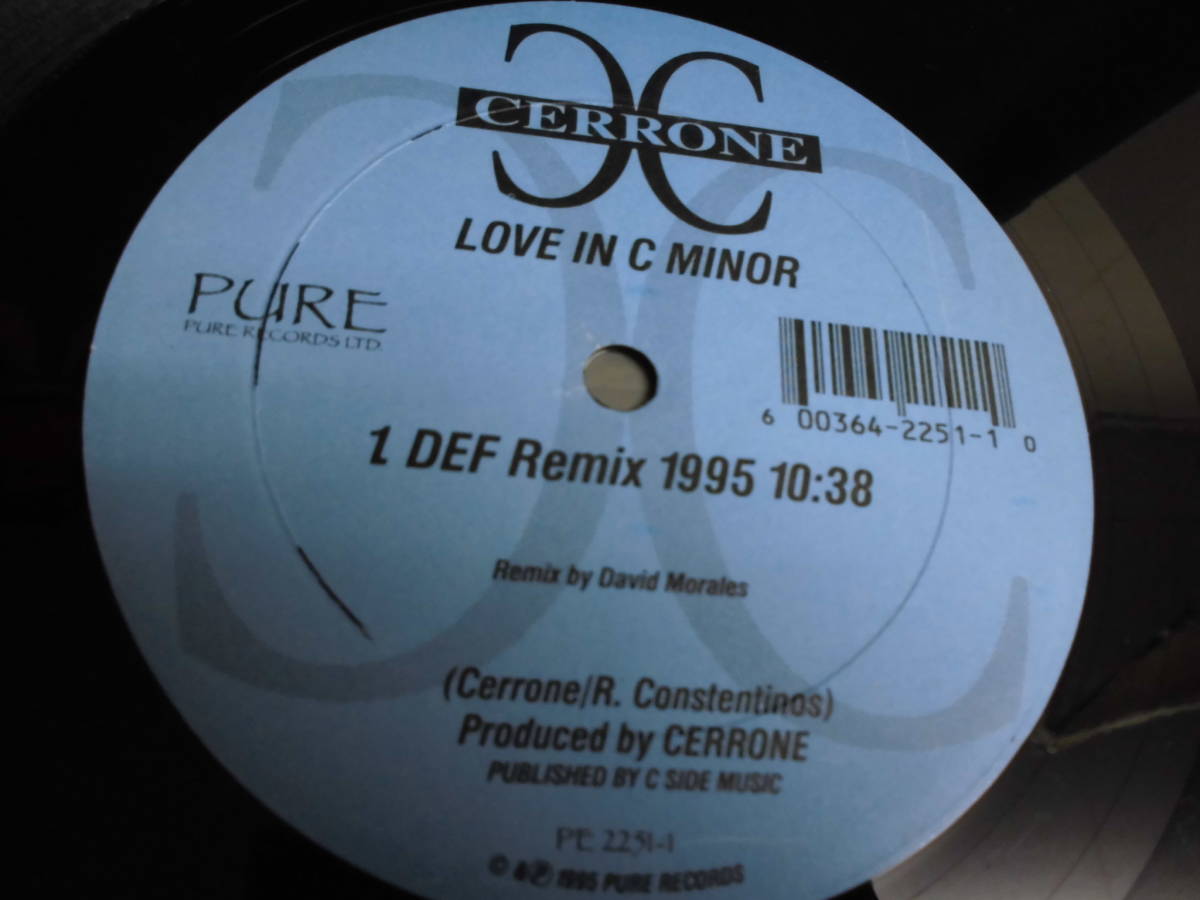 CERRONE
LOVE IN C MINOR
PURE
PURE RECORDS LTD.
6 00364-2251-1 0
1. DEF Remix 1995 10:38
Remix by David Morales
(Cerrone/R. Constentinos)
Produced by CERRONE
PUBLISHED BY C SIDE MUSIC
PE 2251-1
© & ℗ 1995 PURE RECORDS